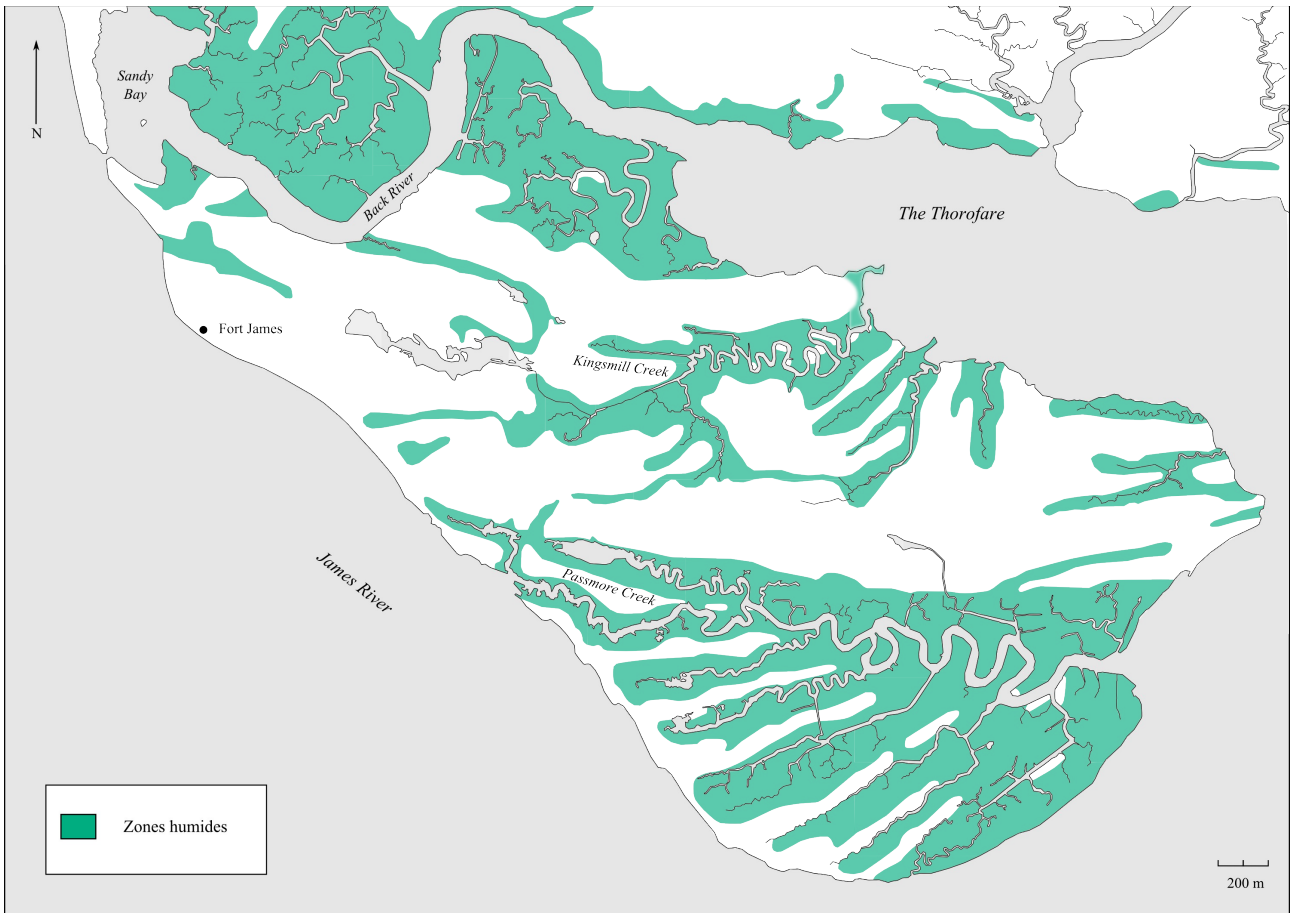 Sandy
Bay
N
Back River
The Thorofare
Fort James
Kingsmill Creek
James River
Passmore Creek
Zones humides
200 m